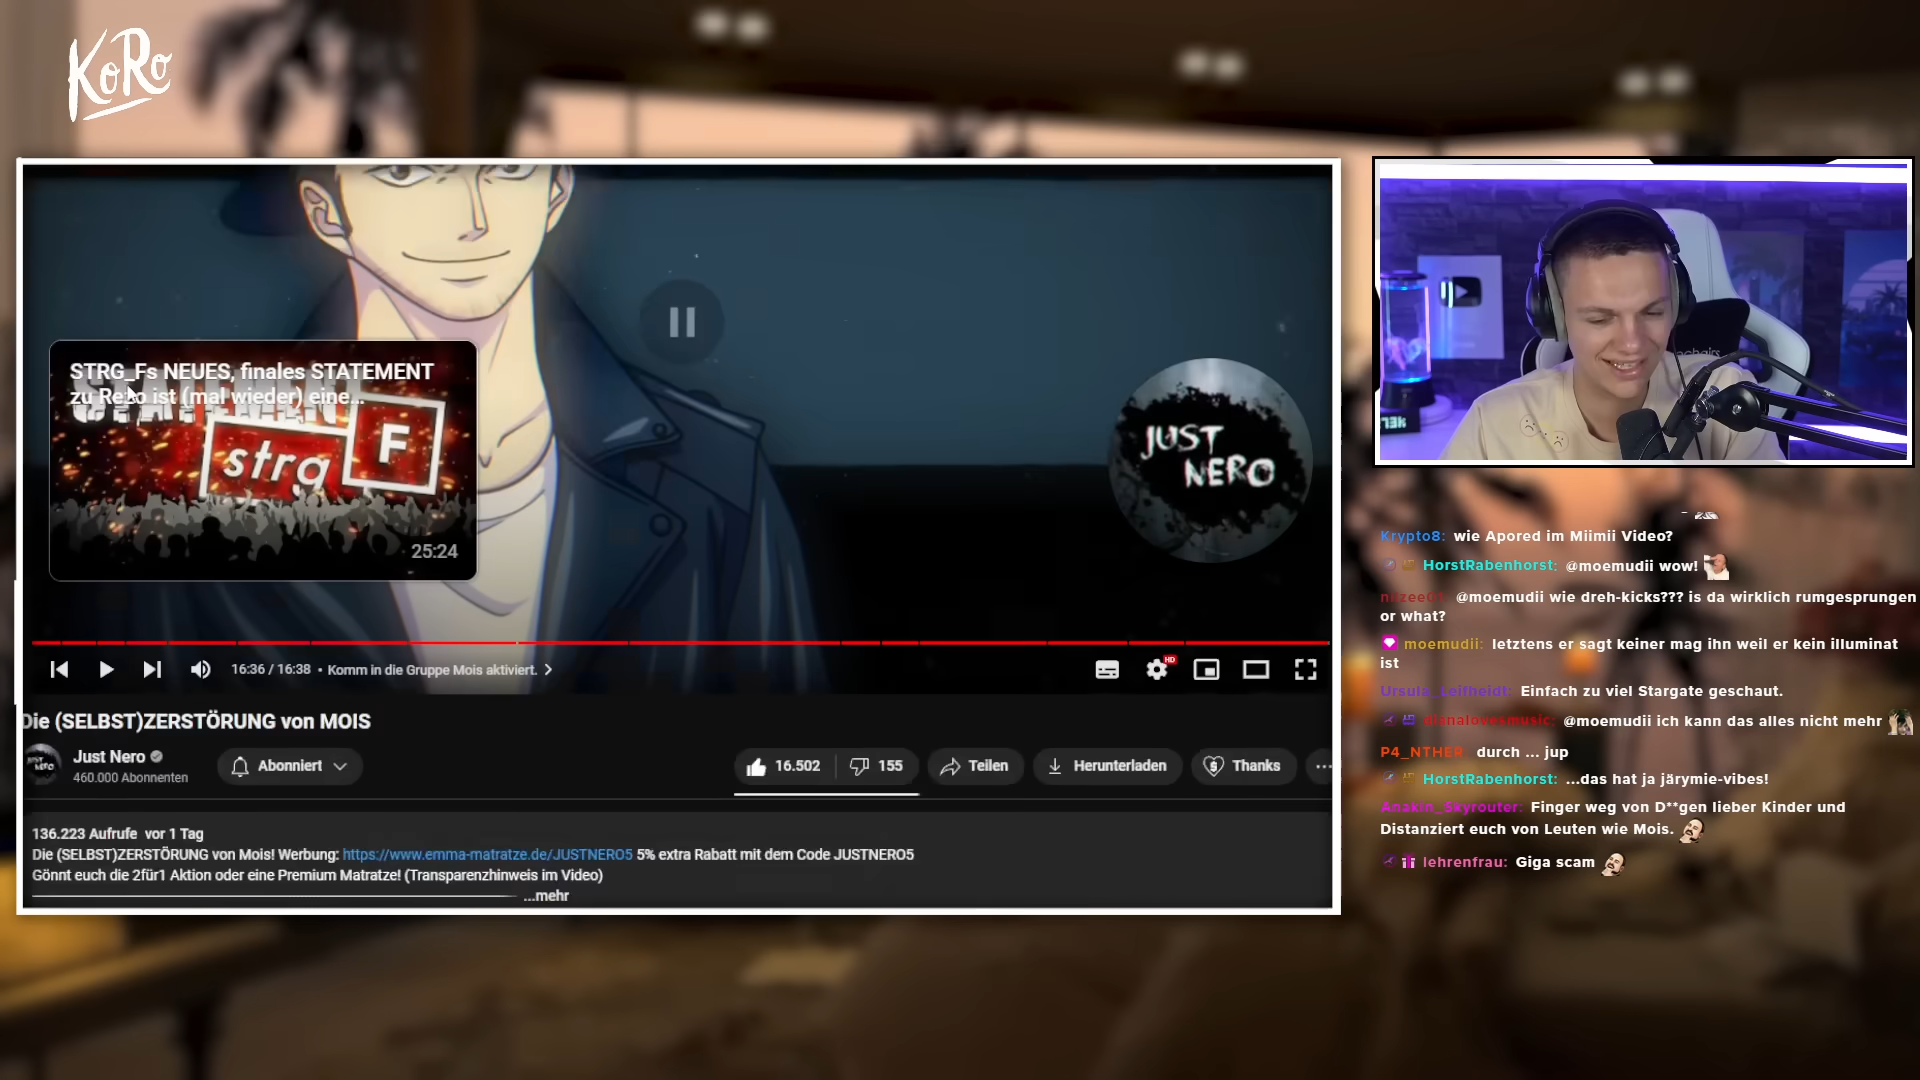 KoRo
STRG_Fs NEUES, finales STATEMENT
zu Rezo ist (mal wieder) eine...
strg F
25:24
JUST
NERO
16:36 / 16:38 • Komm in die Gruppe Mois aktiviert.
HD
Die (SELBST)ZERSTÖRUNG von MOIS
Just Nero
460.000 Abonnenten
Abonniert
16.502
155
Teilen
Herunterladen
Thanks
136.223 Aufrufe vor 1 Tag
Die (SELBST)ZERSTÖRUNG von Mois! Werbung: https://www.emma-matratze.de/JUSTNERO5 5% extra Rabatt mit dem Code JUSTNERO5
Gönnt euch die 2für1 Aktion oder eine Premium Matratze! (Transparenzhinweis im Video)
...mehr
Krypto8: wie Apored im Miimii Video?
HorstRabenhorst: @moemudii wow!
@moemudii wie dreh-kicks??? is da wirklich rumgesprungen
or what?
moemudii: letztens er sagt keiner mag ihn weil er kein illuminat
ist
Ursula_Leifheidt: Einfach zu viel Stargate geschaut.
dianalovesmusic: @moemudii ich kann das alles nicht mehr
P4_NTHER: durch ... jup
HorstRabenhorst: ...das hat ja järymie-vibes!
Anakin_Skyrouter: Finger weg von D**gen lieber Kinder und
Distanziert euch von Leuten wie Mois.
lehrenfrau: Giga scam